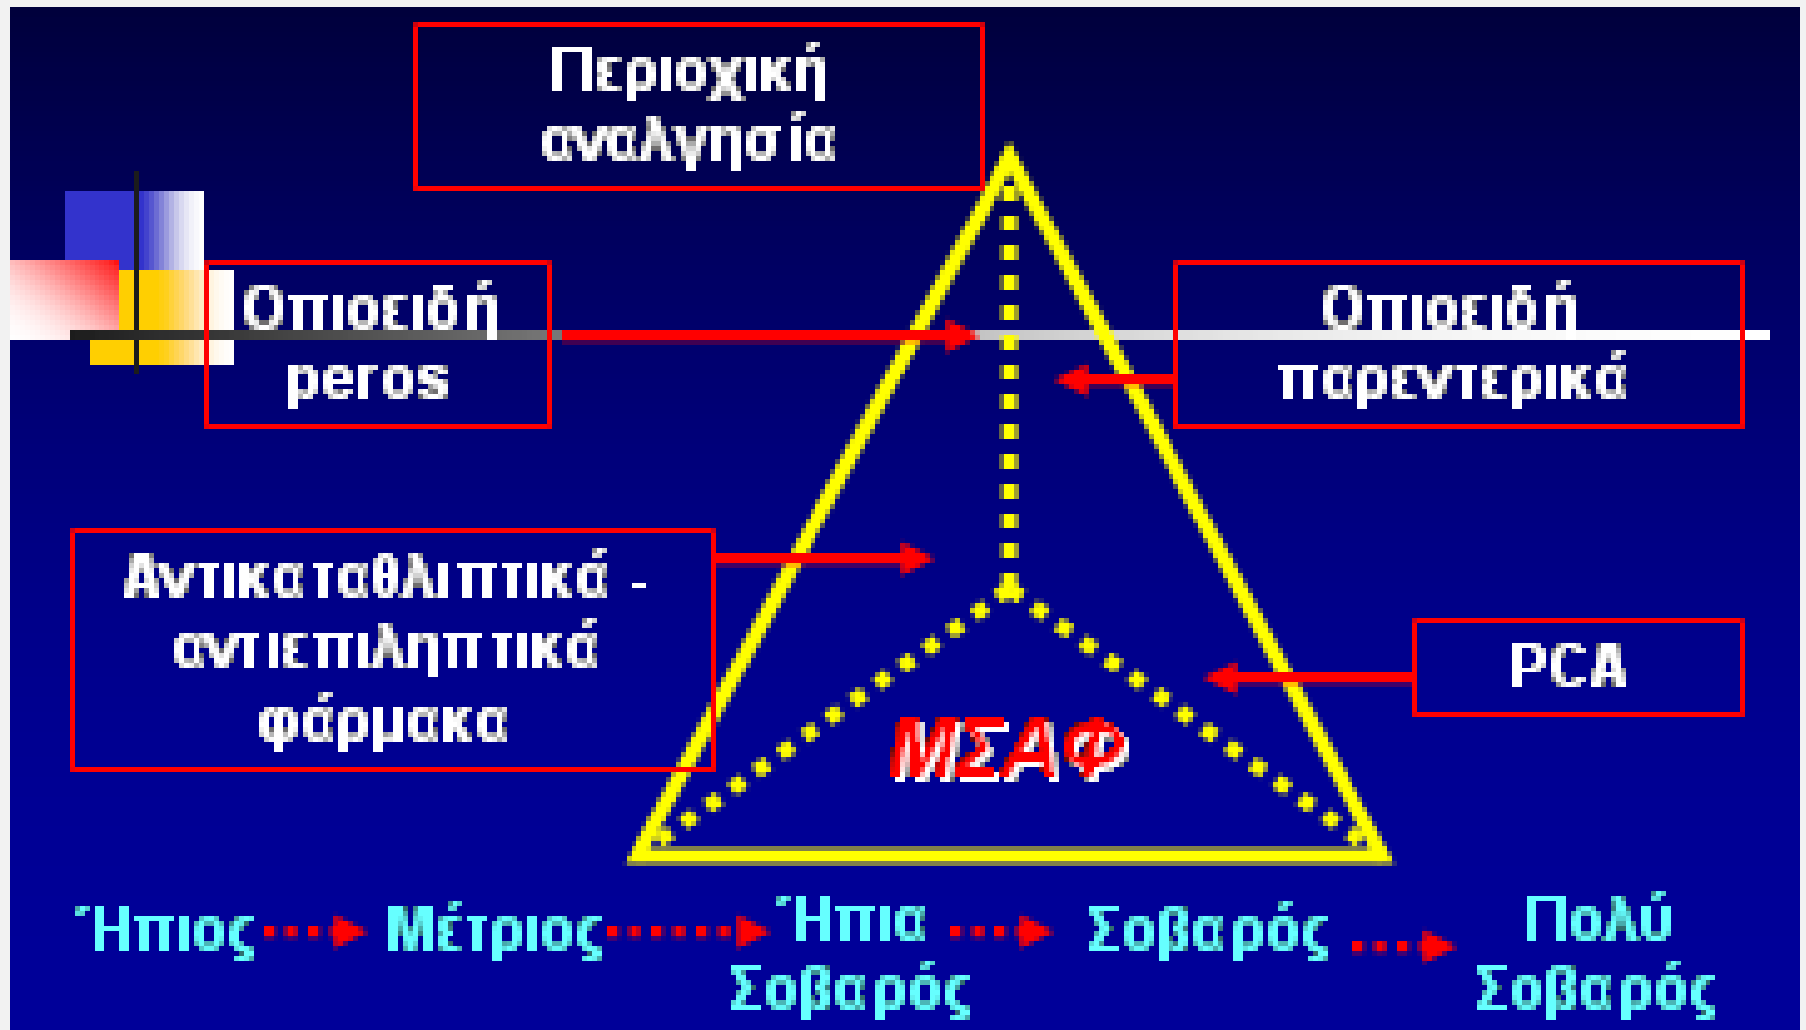 Περιοχική
αναλγησία
Οπιοειδή
peros
Οπιοειδή
παρεντερικά
Αντικαταθλιπτικά -
αντιεπιληπτικά
φάρμακα
PCA
ΜΣΑΦ
Ήπιος
Μέτριος
Ήπια
Σοβαρός
Σοβαρός
Πολύ
Σοβαρός